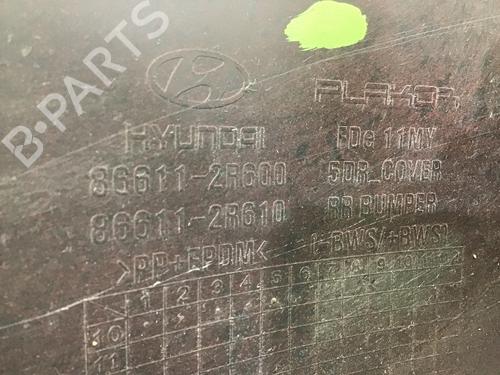 B-PARTS
PLAKOR
HYUNDAI
FDe 11MY
86611-2R600
5DR_COVER
86611-2R610
RR BUMPER
>PP+EPDM<
(-BWS/+BWS)
1 2 3 4 5 6 7 8 9 10 11 12
10
11